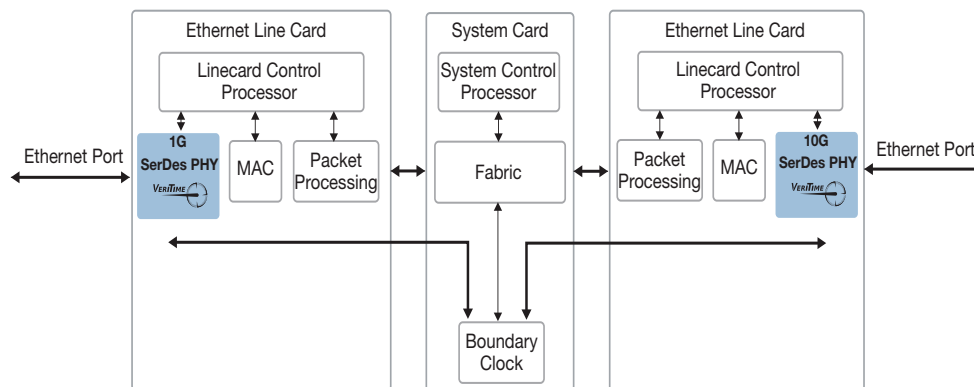 Ethernet Line Card
Linecard Control
Processor
1G
SerDes PHY
VERITIME
MAC
Packet
Processing
Ethernet Port
System Card
System Control
Processor
Fabric
Boundary
Clock
Ethernet Line Card
Linecard Control
Processor
Packet
Processing
MAC
10G
SerDes PHY
VERITIME
Ethernet Port